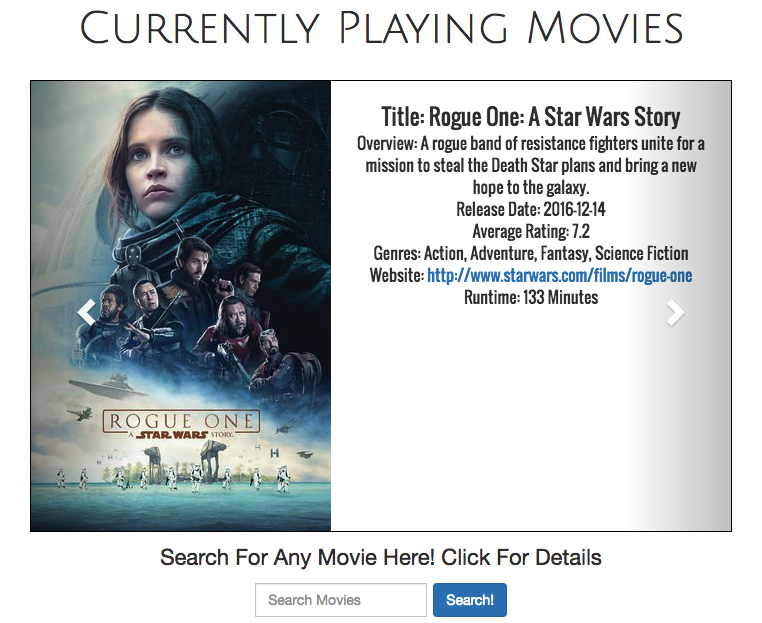 Currently Playing Movies
Title: Rogue One: A Star Wars Story
Overview: A rogue band of resistance fighters unite for a
mission to steal the Death Star plans and bring a new
hope to the galaxy.
Release Date: 2016-12-14
Average Rating: 7.2
Genres: Action, Adventure, Fantasy, Science Fiction
Website: http://www.starwars.com/films/rogue-one
Runtime: 133 Minutes
ROGUE ONE
A STAR WARS STORY
Search For Any Movie Here! Click For Details
Search Movies
Search!